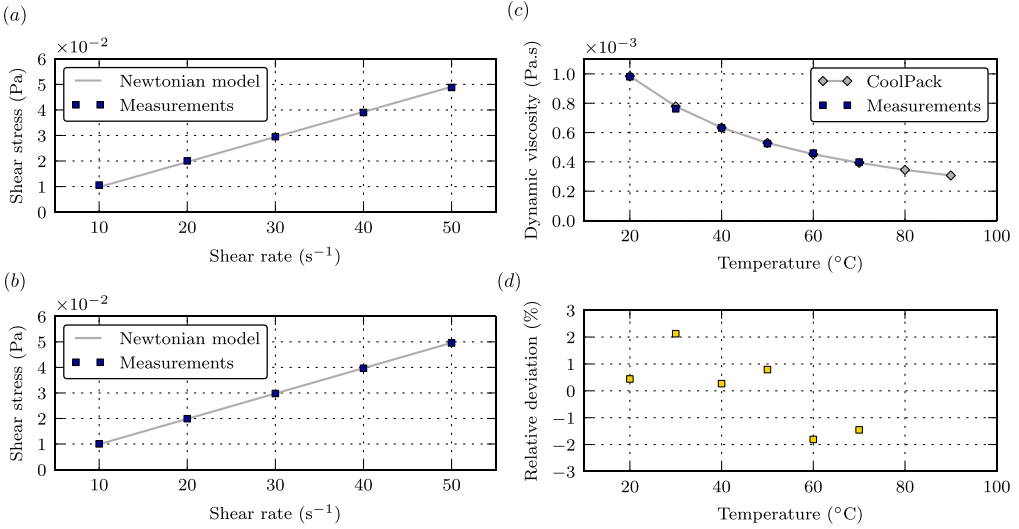 (a)
×10−2
Shear stress (Pa)
6
5
4
3
2
1
0
Newtonian model
Measurements
10 20 30 40 50
Shear rate (s−1)
(b)
×10−2
Shear stress (Pa)
6
5
4
3
2
1
0
Newtonian model
Measurements
10 20 30 40 50
Shear rate (s−1)
(c)
×10−3
Dynamic viscosity (Pa.s)
1.0
0.8
0.6
0.4
0.2
0.0
CoolPack
Measurements
20 40 60 80 100
Temperature (°C)
(d)
Relative deviation (%)
3
2
1
0
−1
−2
−3
20 40 60 80 100
Temperature (°C)